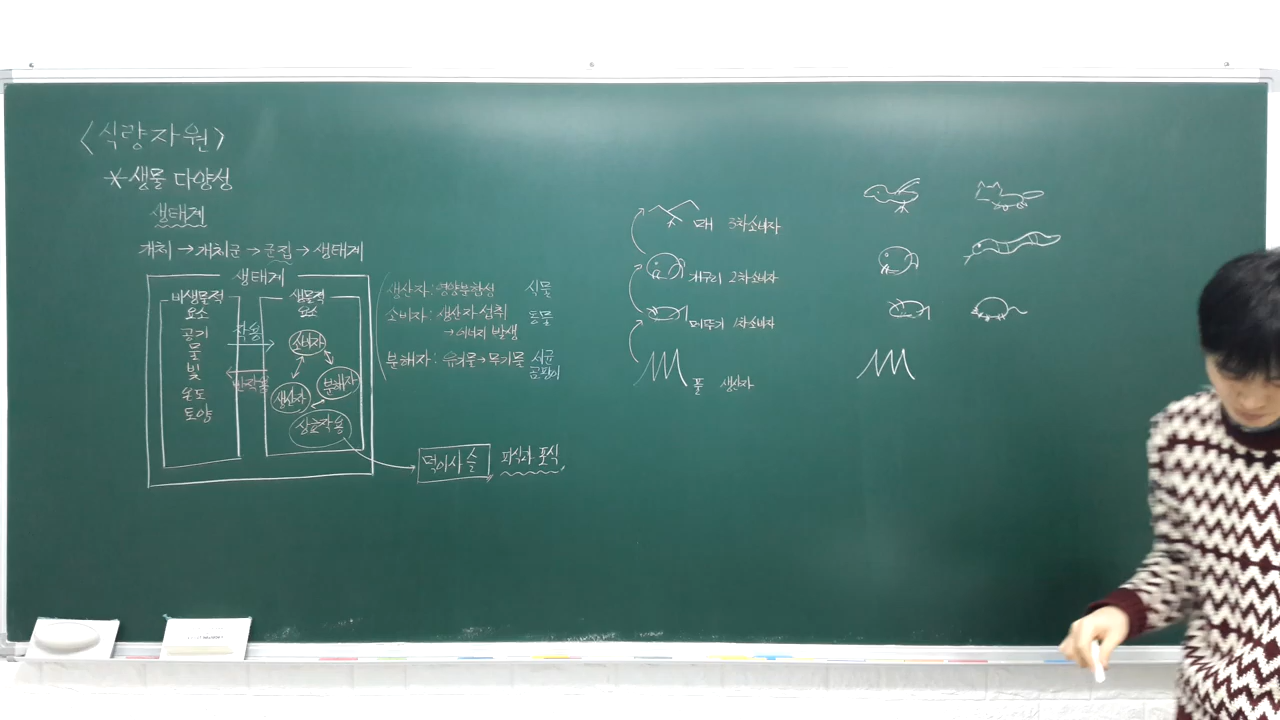 <식량자원>
* 생물 다양성
생태계
개체 → 개체군 → 군집 → 생태계
생태계
비생물적 요소
공기
물
빛
온도
토양
작용
반작용
생물적 요소
소비자
생산자
분해자
상호작용
생산자 : 영양분합성 식물
소비자 : 생산자 섭취 동물
→ 에너지 발생
분해자 : 유기물 → 무기물 세균
곰팡이
먹이사슬 피식자 포식
매 3차소비자
개구리 2차소비자
메뚜기 1차소비자
풀 생산자